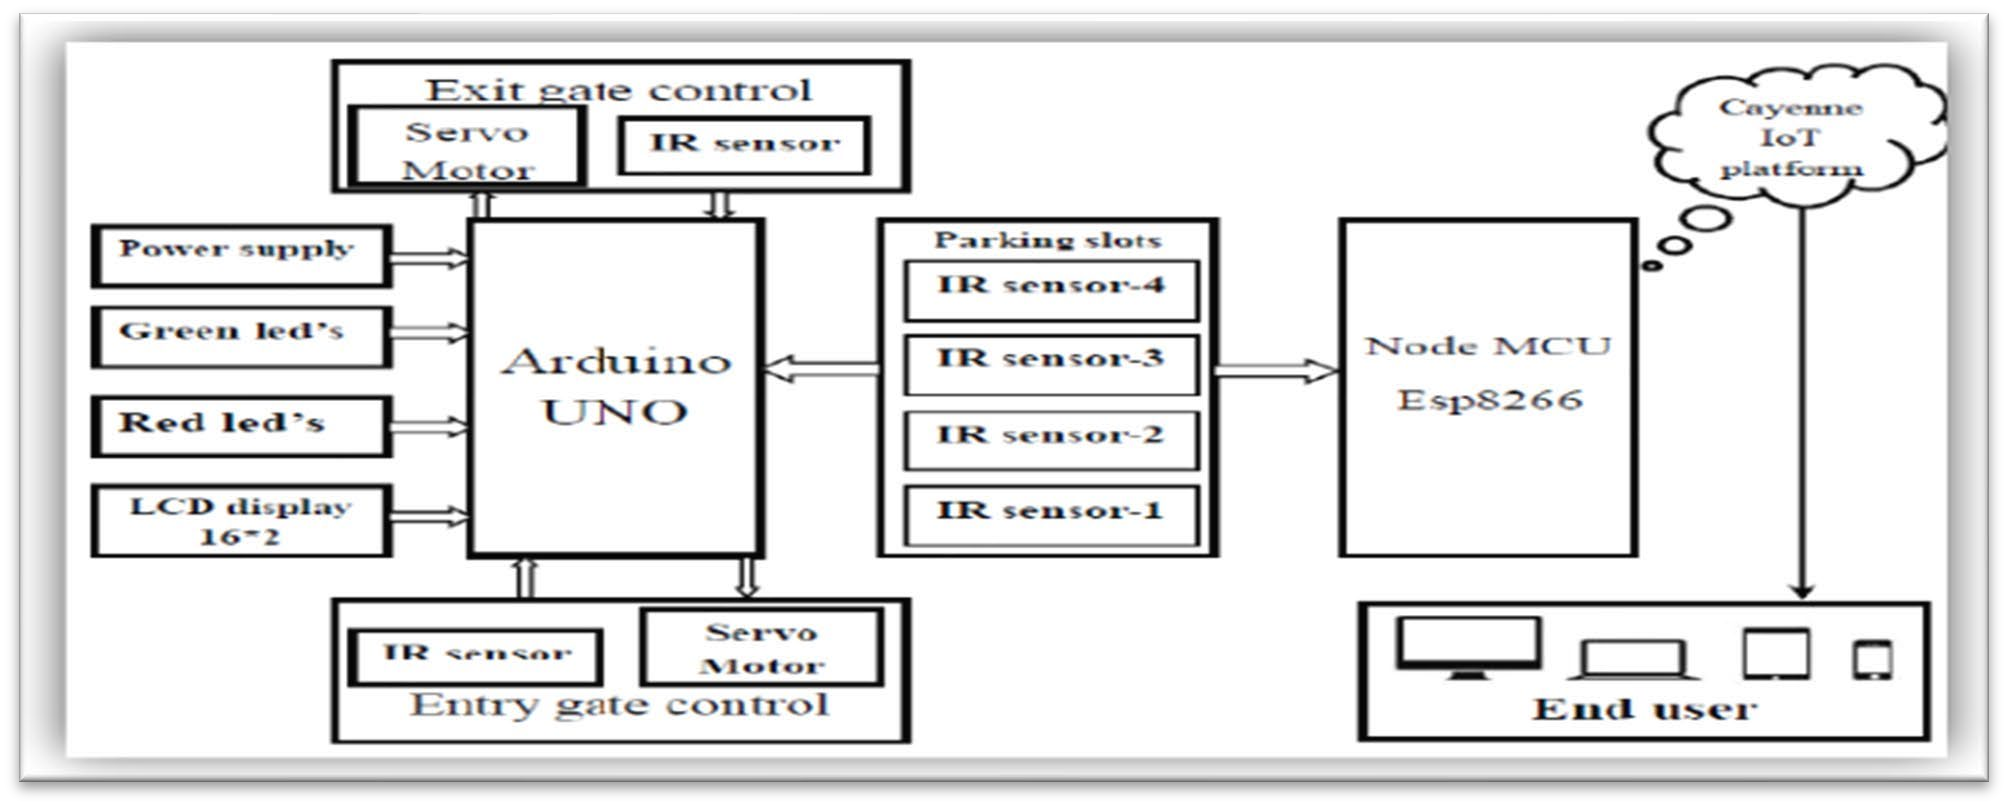 Exit gate control
Servo
Motor
IR sensor
Power supply
Green led's
Red led's
LCD display
16*2
Arduino
UNO
IR sensor
Servo
Motor
Entry gate control
Parking slots
IR sensor-4
IR sensor-3
IR sensor-2
IR sensor-1
Node MCU
Esp8266
Cayenne
IoT
platform
End user